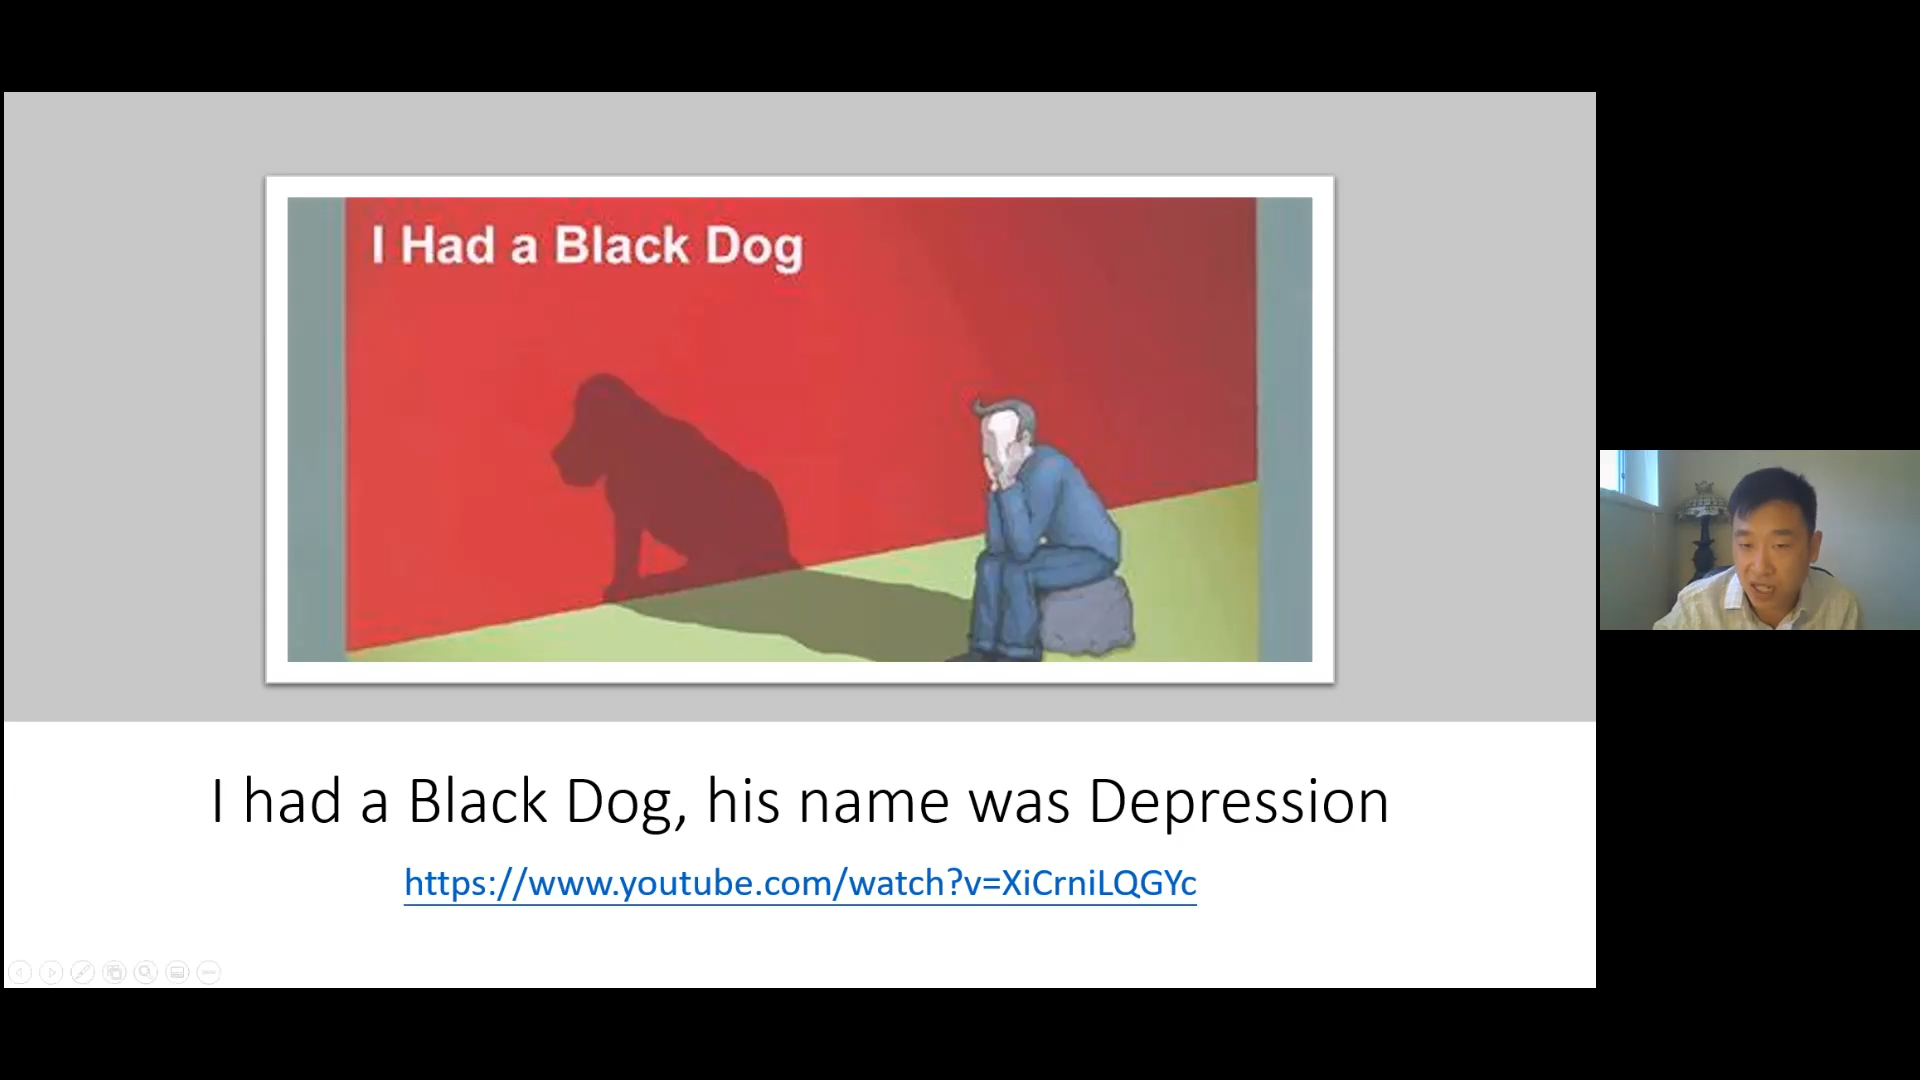 I Had a Black Dog
I had a Black Dog, his name was Depression
https://www.youtube.com/watch?v=XiCrniLQGYc